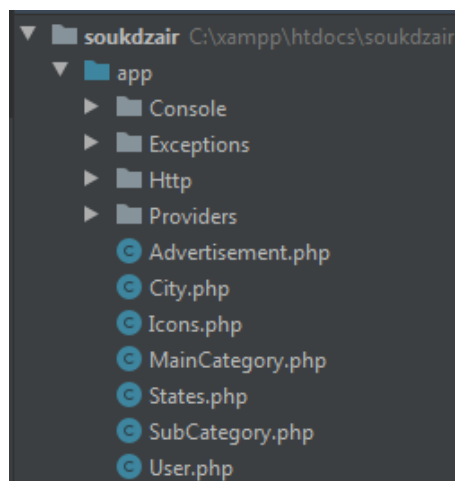 soukdzair C:\xampp\htdocs\soukdzair
app
Console
Exceptions
Http
Providers
Advertisement.php
City.php
Icons.php
MainCategory.php
States.php
SubCategory.php
User.php